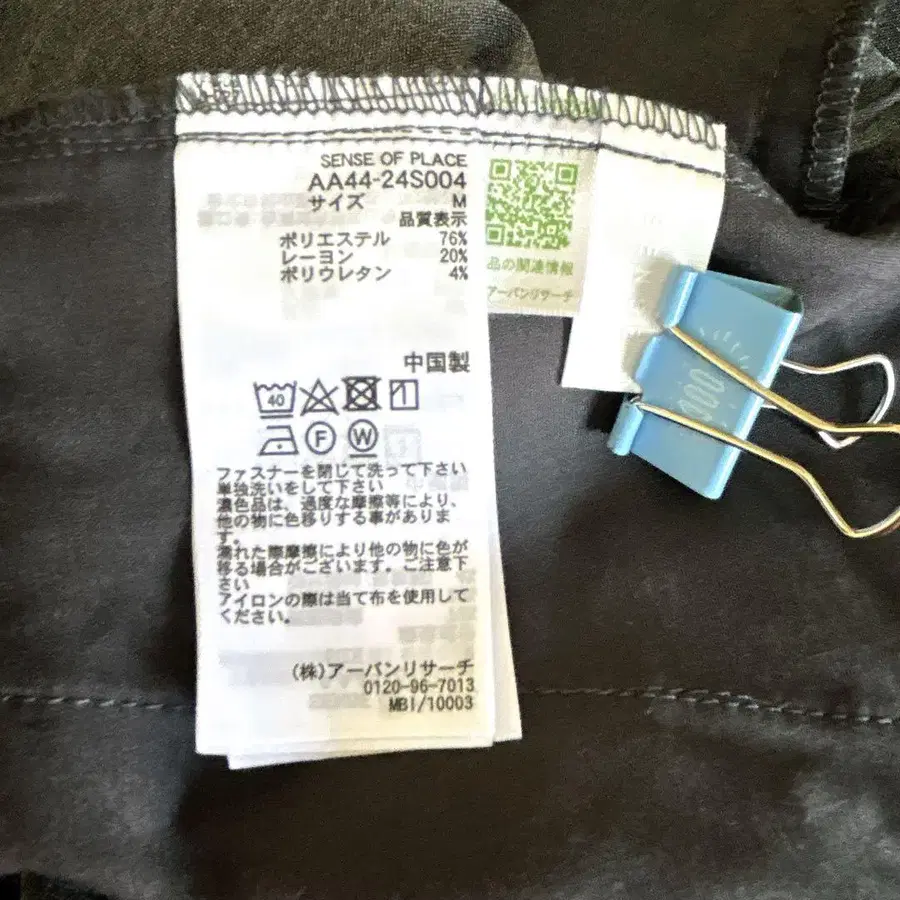 SENSE OF PLACE
AA44-24S004
サイズ M
品質表示
ポリエステル 76%
レーヨン 20%
ポリウレタン 4%
中国製
40
F
W
ファスナーを閉じて洗って下さい
単独洗いをして下さい
濃色品は、過度な摩擦等により、
他の物に色移りする事がありま
す。
濡れた際摩擦により他の物に色が
移る場合がございます。ご注意下
さい
アイロンの際は当て布を使用して
ください。
(株)アーバンリサーチ
0120-96-7013
MBI/10003
品の関連情報
アーバンリサーチ